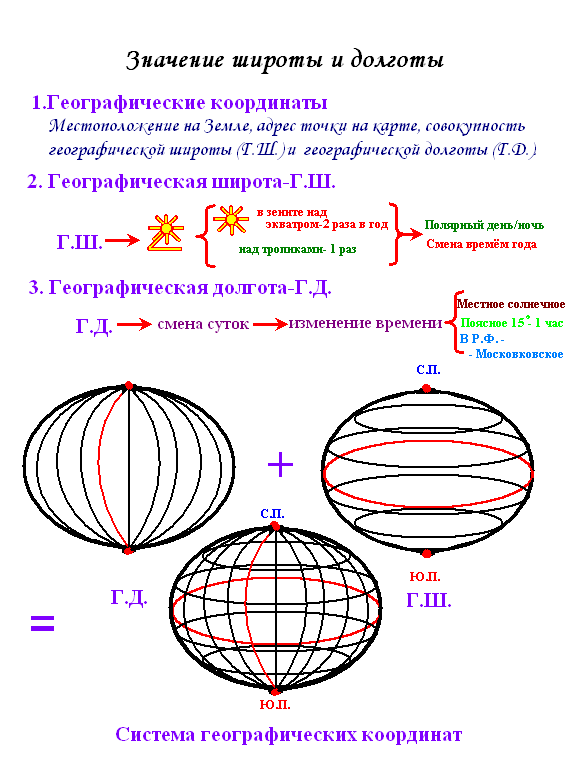 Значение широты и долготы
1.Географические координаты
Местоположение на Земле, адрес точки на карте, совокупность
географической широты (Г.Ш.) и географической долготы (Г.Д.)
2. Географическая широта-Г.Ш.
Г.Ш.
в зените над
экватром-2 раза в год
над тропиками- 1 раз
Полярный день/ночь
Смена времём года
3. Географическая долгота-Г.Д.
Г.Д.
смена суток
изменение времени
Местное солнечное
Поясное 15°- 1 час
В Р.Ф. -
- Московковское
С.П.
+
С.П.
Ю.П.
Г.Д.
Г.Ш.
=
Ю.П.
Система географических координат